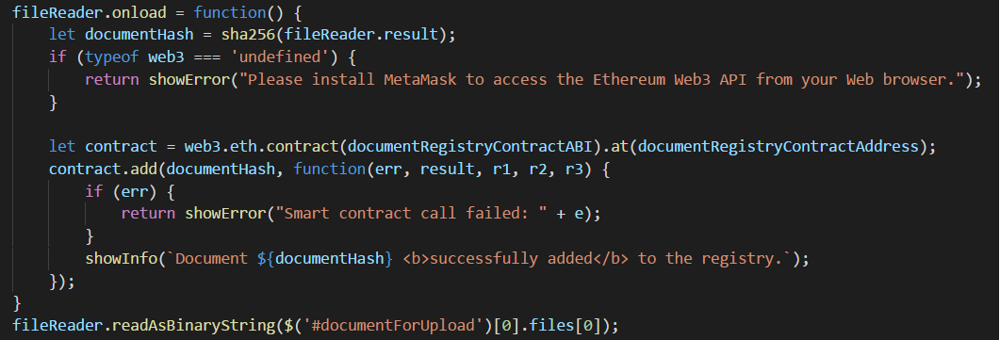 fileReader.onload = function() {
let documentHash = sha256(fileReader.result);
if (typeof web3 === 'undefined') {
return showError("Please install MetaMask to access the Ethereum Web3 API from your Web browser.");
}
let contract = web3.eth.contract(documentRegistryContractABI).at(documentRegistryContractAddress);
contract.add(documentHash, function(err, result, r1, r2, r3) {
if (err) {
return showError("Smart contract call failed: " + e);
}
showInfo(`Document ${documentHash} <b>successfully added</b> to the registry.`);
});
}
fileReader.readAsBinaryString($('#documentForUpload')[0].files[0]);